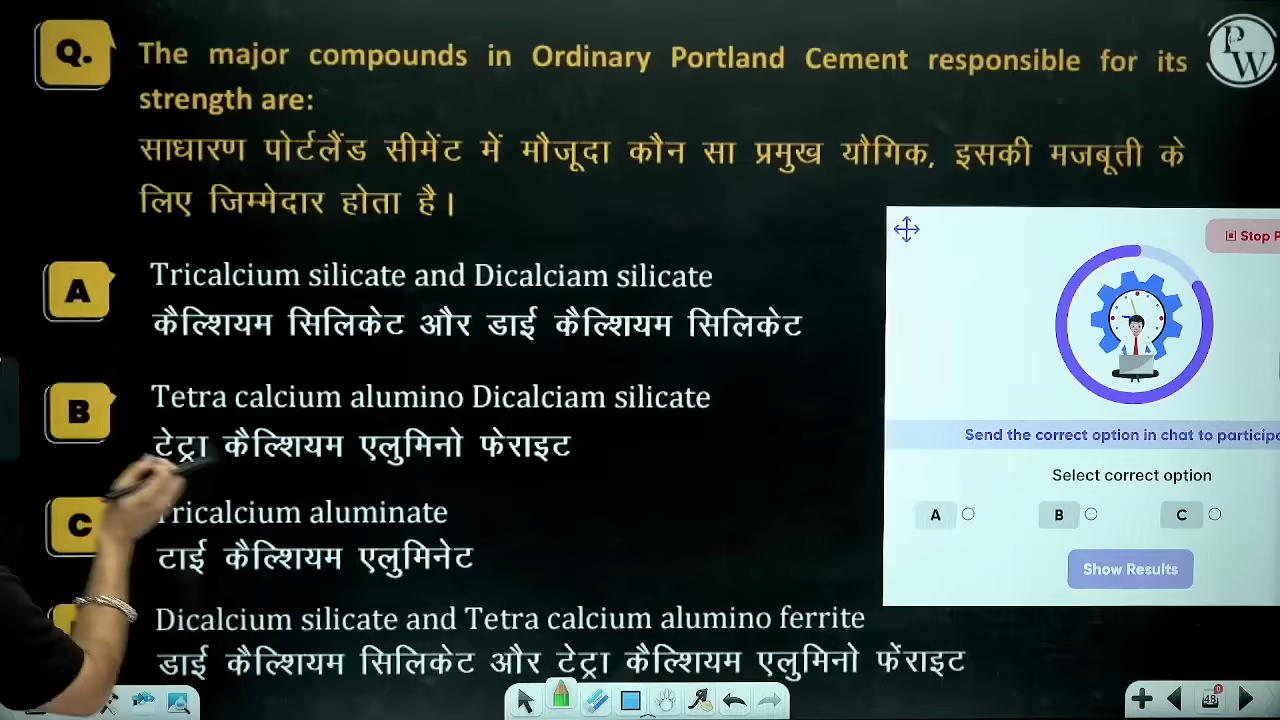 Q.
The major compounds in Ordinary Portland Cement responsible for its
strength are:
साधारण पोर्टलैंड सीमेंट में मौजूदा कौन सा प्रमुख यौगिक, इसकी मजबूती के
लिए जिम्मेदार होता है।
PW
A
Tricalcium silicate and Dicalciam silicate
कैल्शियम सिलिकेट और डाई कैल्शियम सिलिकेट
B
Tetra calcium alumino Dicalciam silicate
टेट्रा कैल्शियम एलुमिनो फेराइट
C
Tricalcium aluminate
टाई कैल्शियम एलुमिनेट
Dicalcium silicate and Tetra calcium alumino ferrite
डाई कैल्शियम सिलिकेट और टेट्रा कैल्शियम एलुमिनो फेंराइट
Stop P
Send the correct option in chat to particip
Select correct option
A B C
Show Results
48